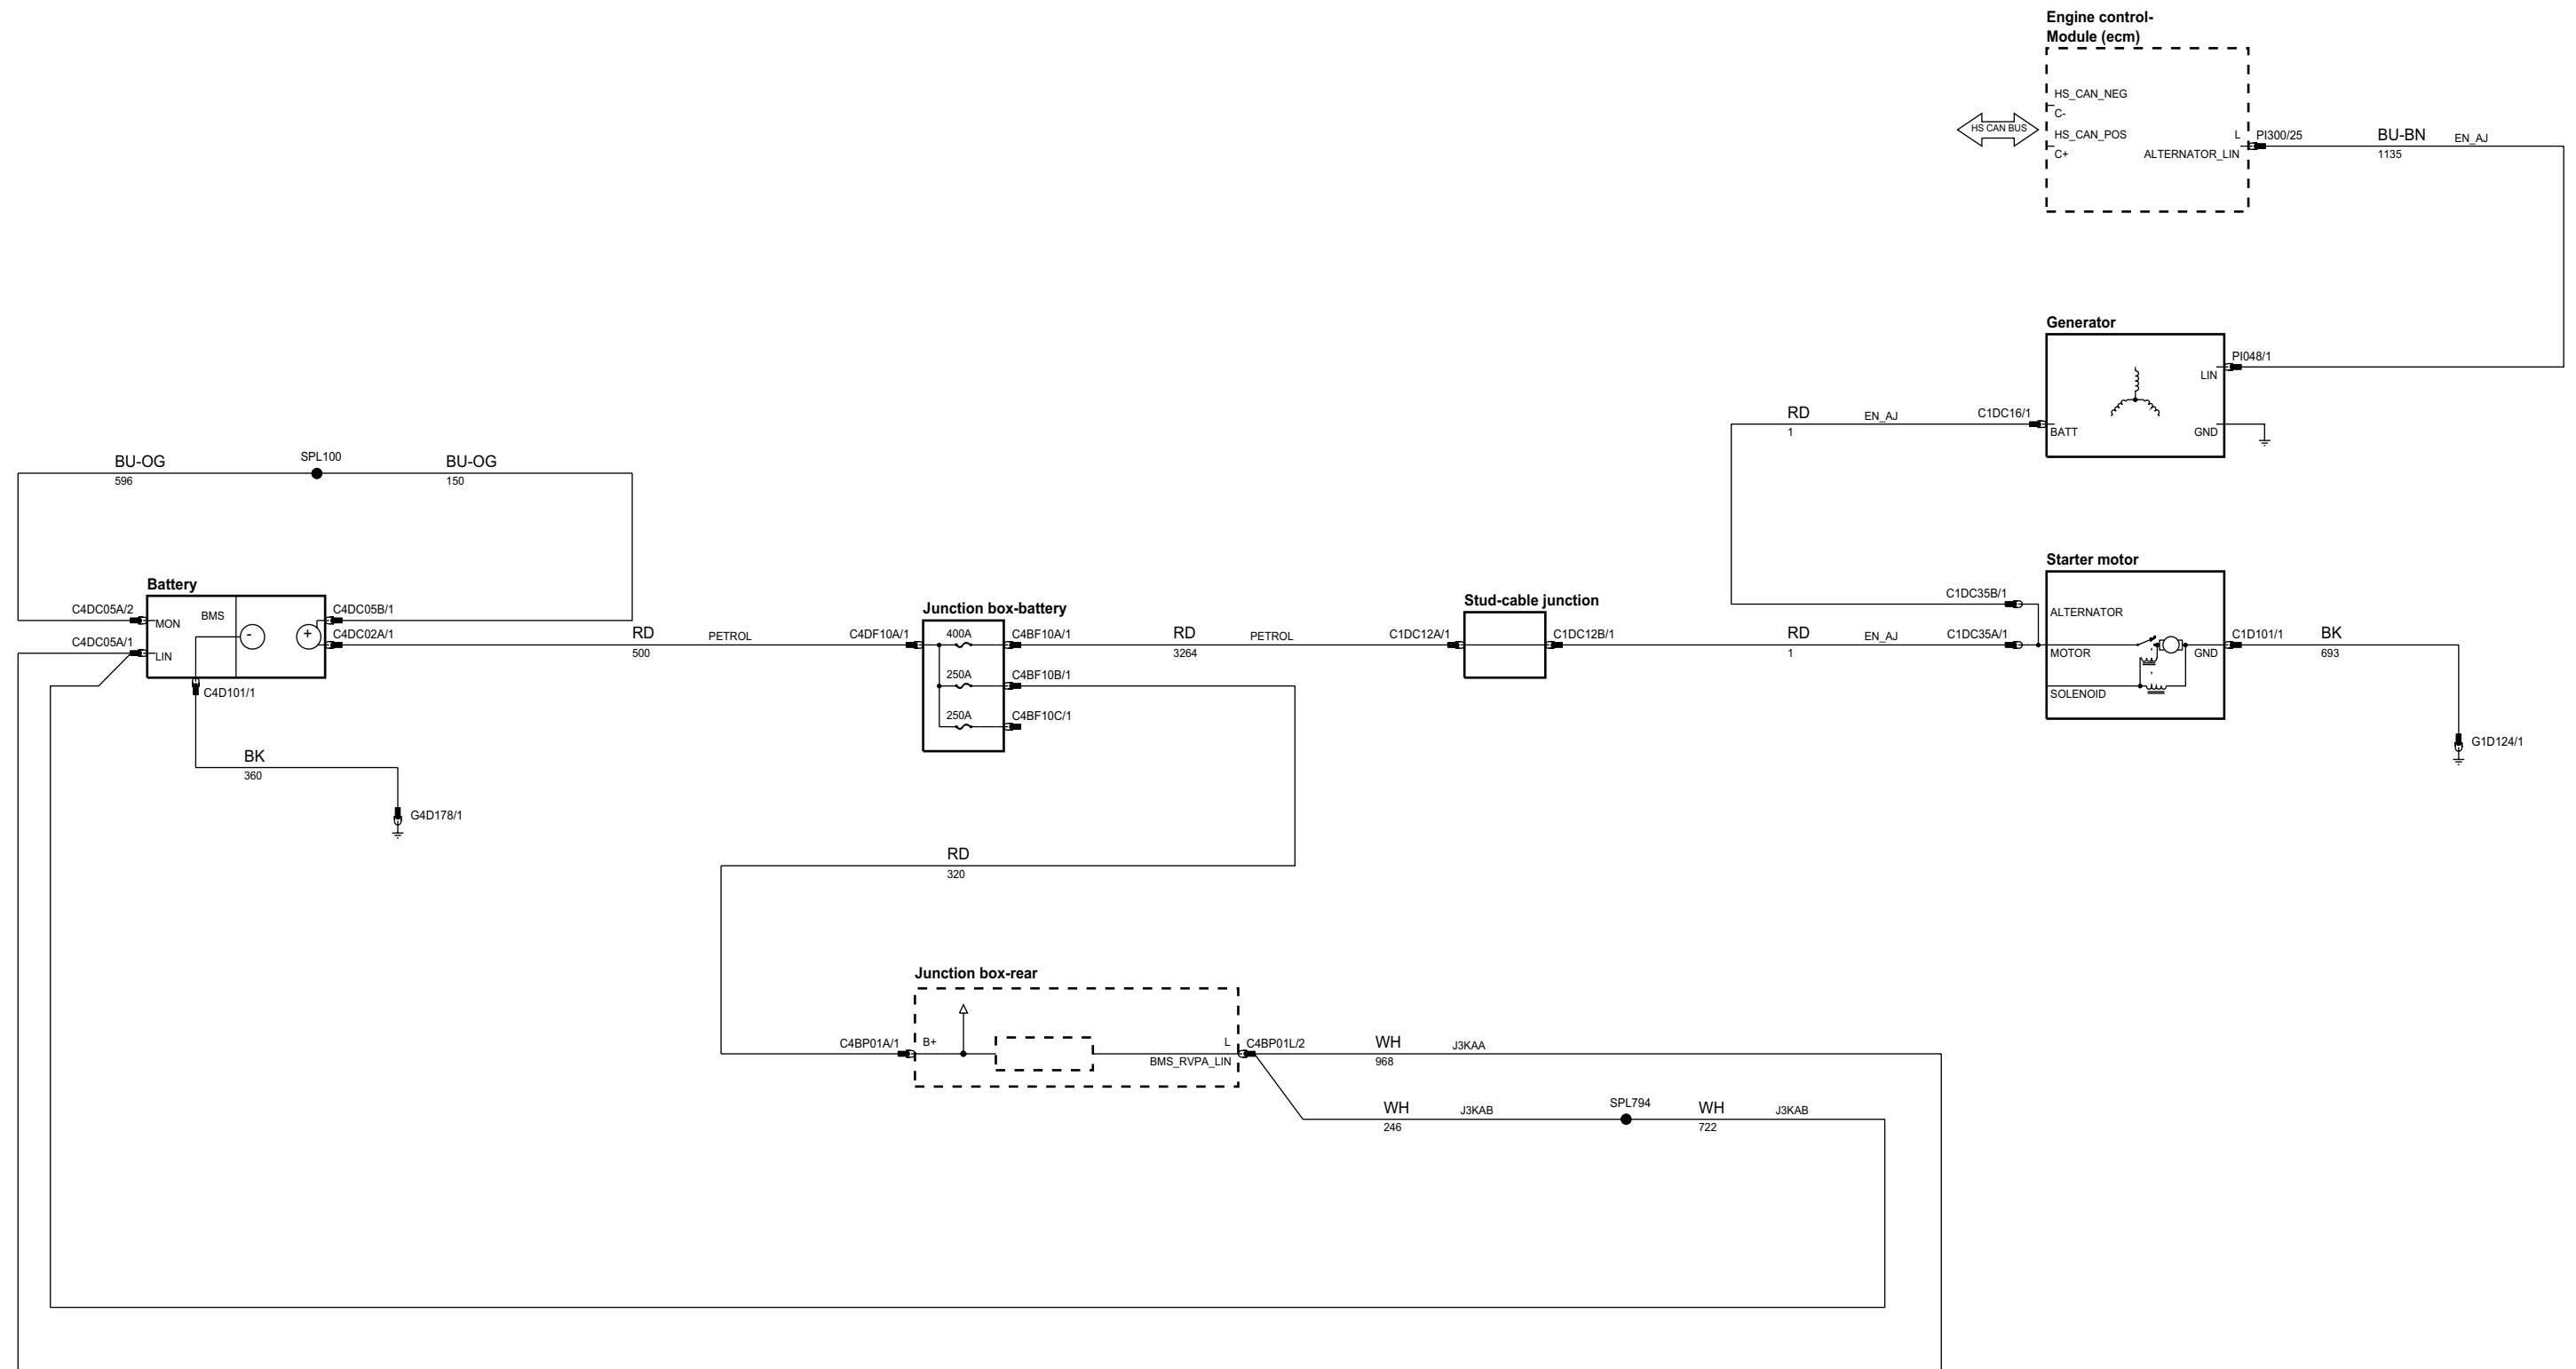 Engine control-
Module (ecm)
HS_CAN_NEG
C-
HS CAN BUS
HS_CAN_POS
C+
L
ALTERNATOR_LIN
PI300/25
BU-BN
EN_AJ
1135
Generator
PI048/1
LIN
RD
EN_AJ
C1DC16/1
1
BATT
GND
BU-OG
SPL100
BU-OG
596
150
Battery
C4DC05A/2
BMS
C4DC05B/1
MON
-
+
C4DC02A/1
C4DC05A/1
LIN
C4D101/1
BK
360
G4D178/1
RD
PETROL
C4DF10A/1
500
Junction box-battery
400A
C4BF10A/1
250A
C4BF10B/1
250A
C4BF10C/1
RD
PETROL
C1DC12A/1
3264
Stud-cable junction
C1DC12B/1
RD
EN_AJ
C1DC35A/1
1
C1DC35B/1
Starter motor
ALTERNATOR
MOTOR
GND
SOLENOID
C1D101/1
BK
693
G1D124/1
RD
320
Junction box-rear
C4BP01A/1
B+
L
BMS_RVPA_LIN
C4BP01L/2
WH
J3KAA
968
WH
J3KAB
SPL794
WH
J3KAB
246
722